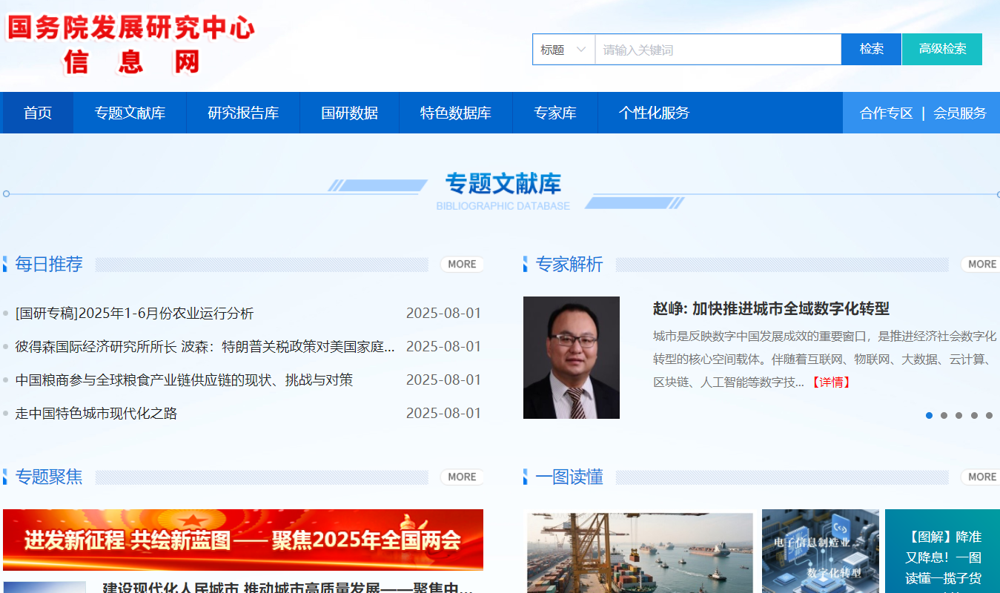 国务院发展研究中心
信息网
标题
请输入关键词
检索
高级检索
首页
专题文献库
研究报告库
国研数据
特色数据库
专家库
个性化服务
合作专区 | 会员服务
专题文献库
BIBLIOGRAPHIC DATABASE
每日推荐
MORE
[国研专稿]2025年1-6月份农业运行分析 2025-08-01
彼得森国际经济研究所所长 波森：特朗普关税政策对美国家庭... 2025-08-01
中国粮商参与全球粮食产业链供应链的现状、挑战与对策 2025-08-01
走中国特色城市现代化之路 2025-08-01
专家解析
MORE
赵峥: 加快推进城市全域数字化转型
城市是反映数字中国发展成效的重要窗口，是推进经济社会数字化
转型的核心空间载体。伴随着互联网、物联网、大数据、云计算、
区块链、人工智能等数字技... 【详情】
专题聚焦
MORE
进发新征程 共绘新蓝图——聚焦2025年全国两会
建设现代化人民城市 推动城市高质量发展——聚焦中...
一图读懂
MORE
电子信息制造业
数字化转型
【图解】降准
又降息！一图
读懂一揽子货